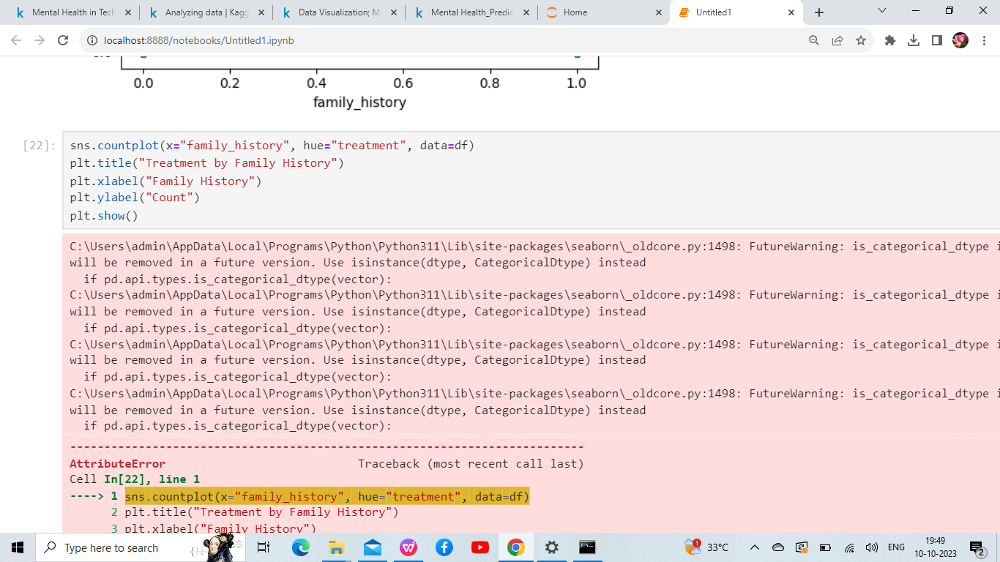 Mental Health in Tech
Analyzing data | Kagg
Data Visualization; M
Mental Health_Predic
Home
Untitled1
localhost:8888/notebooks/Untitled1.ipynb
0.0 0.2 0.4 0.6 0.8 1.0
family_history
[22]:
sns.countplot(x="family_history", hue="treatment", data=df)
plt.title("Treatment by Family History")
plt.xlabel("Family History")
plt.ylabel("Count")
plt.show()
C:\Users\admin\AppData\Local\Programs\Python\Python311\Lib\site-packages\seaborn\_oldcore.py:1498: FutureWarning: is_categorical_dtype i
will be removed in a future version. Use isinstance(dtype, CategoricalDtype) instead
if pd.api.types.is_categorical_dtype(vector):
C:\Users\admin\AppData\Local\Programs\Python\Python311\Lib\site-packages\seaborn\_oldcore.py:1498: FutureWarning: is_categorical_dtype i
will be removed in a future version. Use isinstance(dtype, CategoricalDtype) instead
if pd.api.types.is_categorical_dtype(vector):
C:\Users\admin\AppData\Local\Programs\Python\Python311\Lib\site-packages\seaborn\_oldcore.py:1498: FutureWarning: is_categorical_dtype i
will be removed in a future version. Use isinstance(dtype, CategoricalDtype) instead
if pd.api.types.is_categorical_dtype(vector):
C:\Users\admin\AppData\Local\Programs\Python\Python311\Lib\site-packages\seaborn\_oldcore.py:1498: FutureWarning: is_categorical_dtype i
will be removed in a future version. Use isinstance(dtype, CategoricalDtype) instead
if pd.api.types.is_categorical_dtype(vector):
---------------------------------------------------------------------------
AttributeError Traceback (most recent call last)
Cell In[22], line 1
----> 1 sns.countplot(x="family_history", hue="treatment", data=df)
2 plt.title("Treatment by Family History")
3 plt.xlabel("Family History")
Type here to search
1
33°C
ENG
19:49
10-10-2023
2